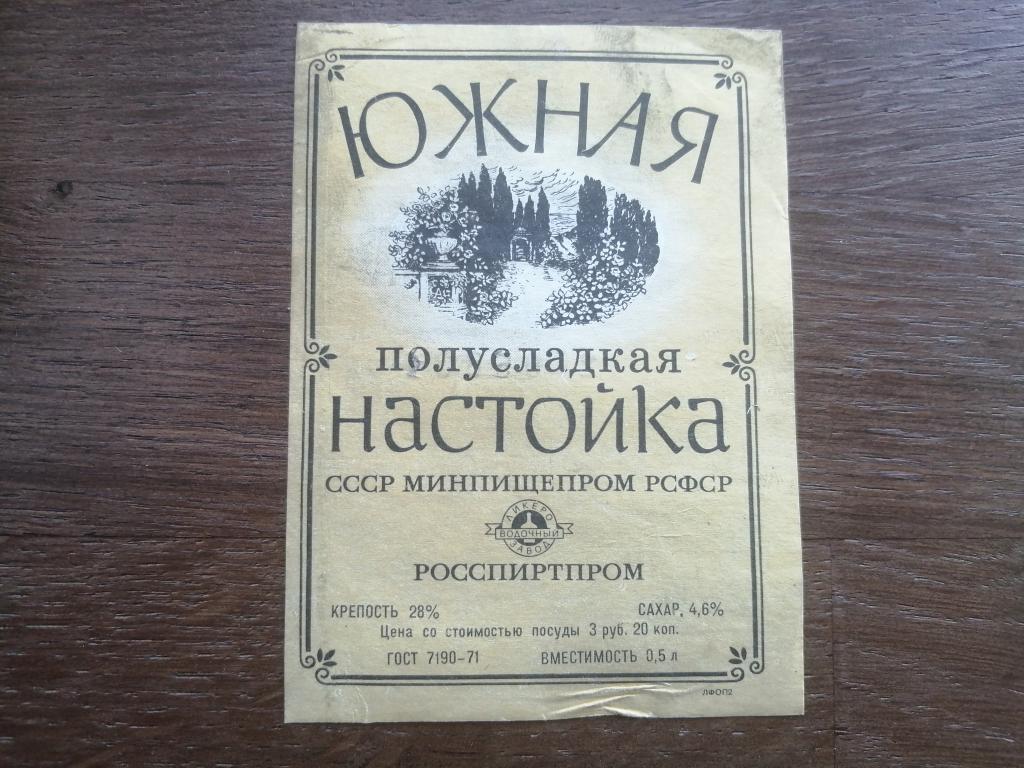 ЮЖНАЯ
полусладкая
настойка
СССР МИНПИЩЕПРОМ РСФСР
ЛИКЕРО
ВОДОЧНЫЙ
ЗАВОД
РОССПИРТПРОМ
КРЕПОСТЬ 28% САХАР, 4,6%
Цена со стоимостью посуды 3 руб. 20 коп.
ГОСТ 7190-71 ВМЕСТИМОСТЬ 0,5 л
ЛФОП2